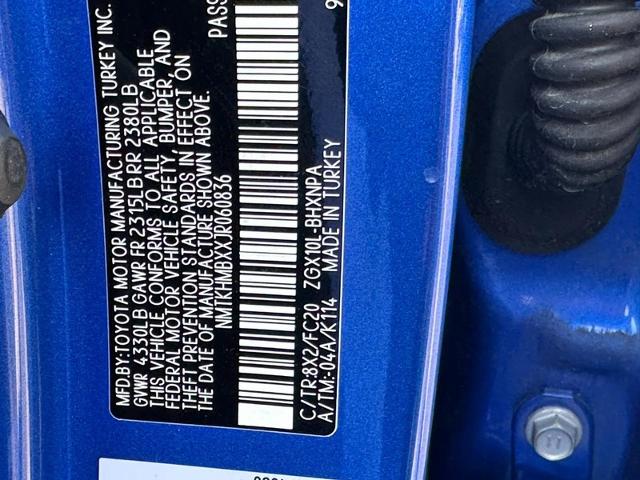 MFD.BY:TOYOTA MOTOR MANUFACTURING TURKEY INC.
GVWR 4330LB GAWR FR 2315LB RR 2380LB
THIS VEHICLE CONFORMS TO ALL APPLICABLE
FEDERAL MOTOR VEHICLE SAFETY, BUMPER, AND
THEFT PREVENTION STANDARDS IN EFFECT ON
THE DATE OF MANUFACTURE SHOWN ABOVE.
NMTKHMBXXJR060836 PASS
C/TR:8X2/FC20 ZGX10L-BHXNPA
A/TM:-04A/K114 MADE IN TURKEY